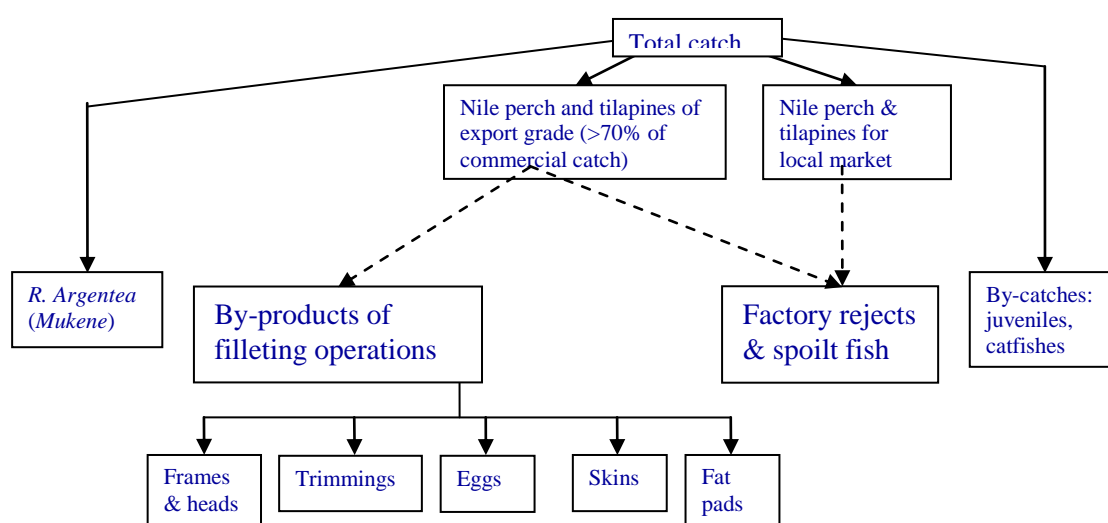 Total catch
Nile perch and tilapines of
export grade (>70% of
commercial catch)
Nile perch &
tilapines for
local market
R. Argentea
(Mukene)
By-products of
filleting operations
Factory rejects
& spoilt fish
By-catches:
juveniles,
catfishes
Frames
& heads
Trimmings
Eggs
Skins
Fat
pads